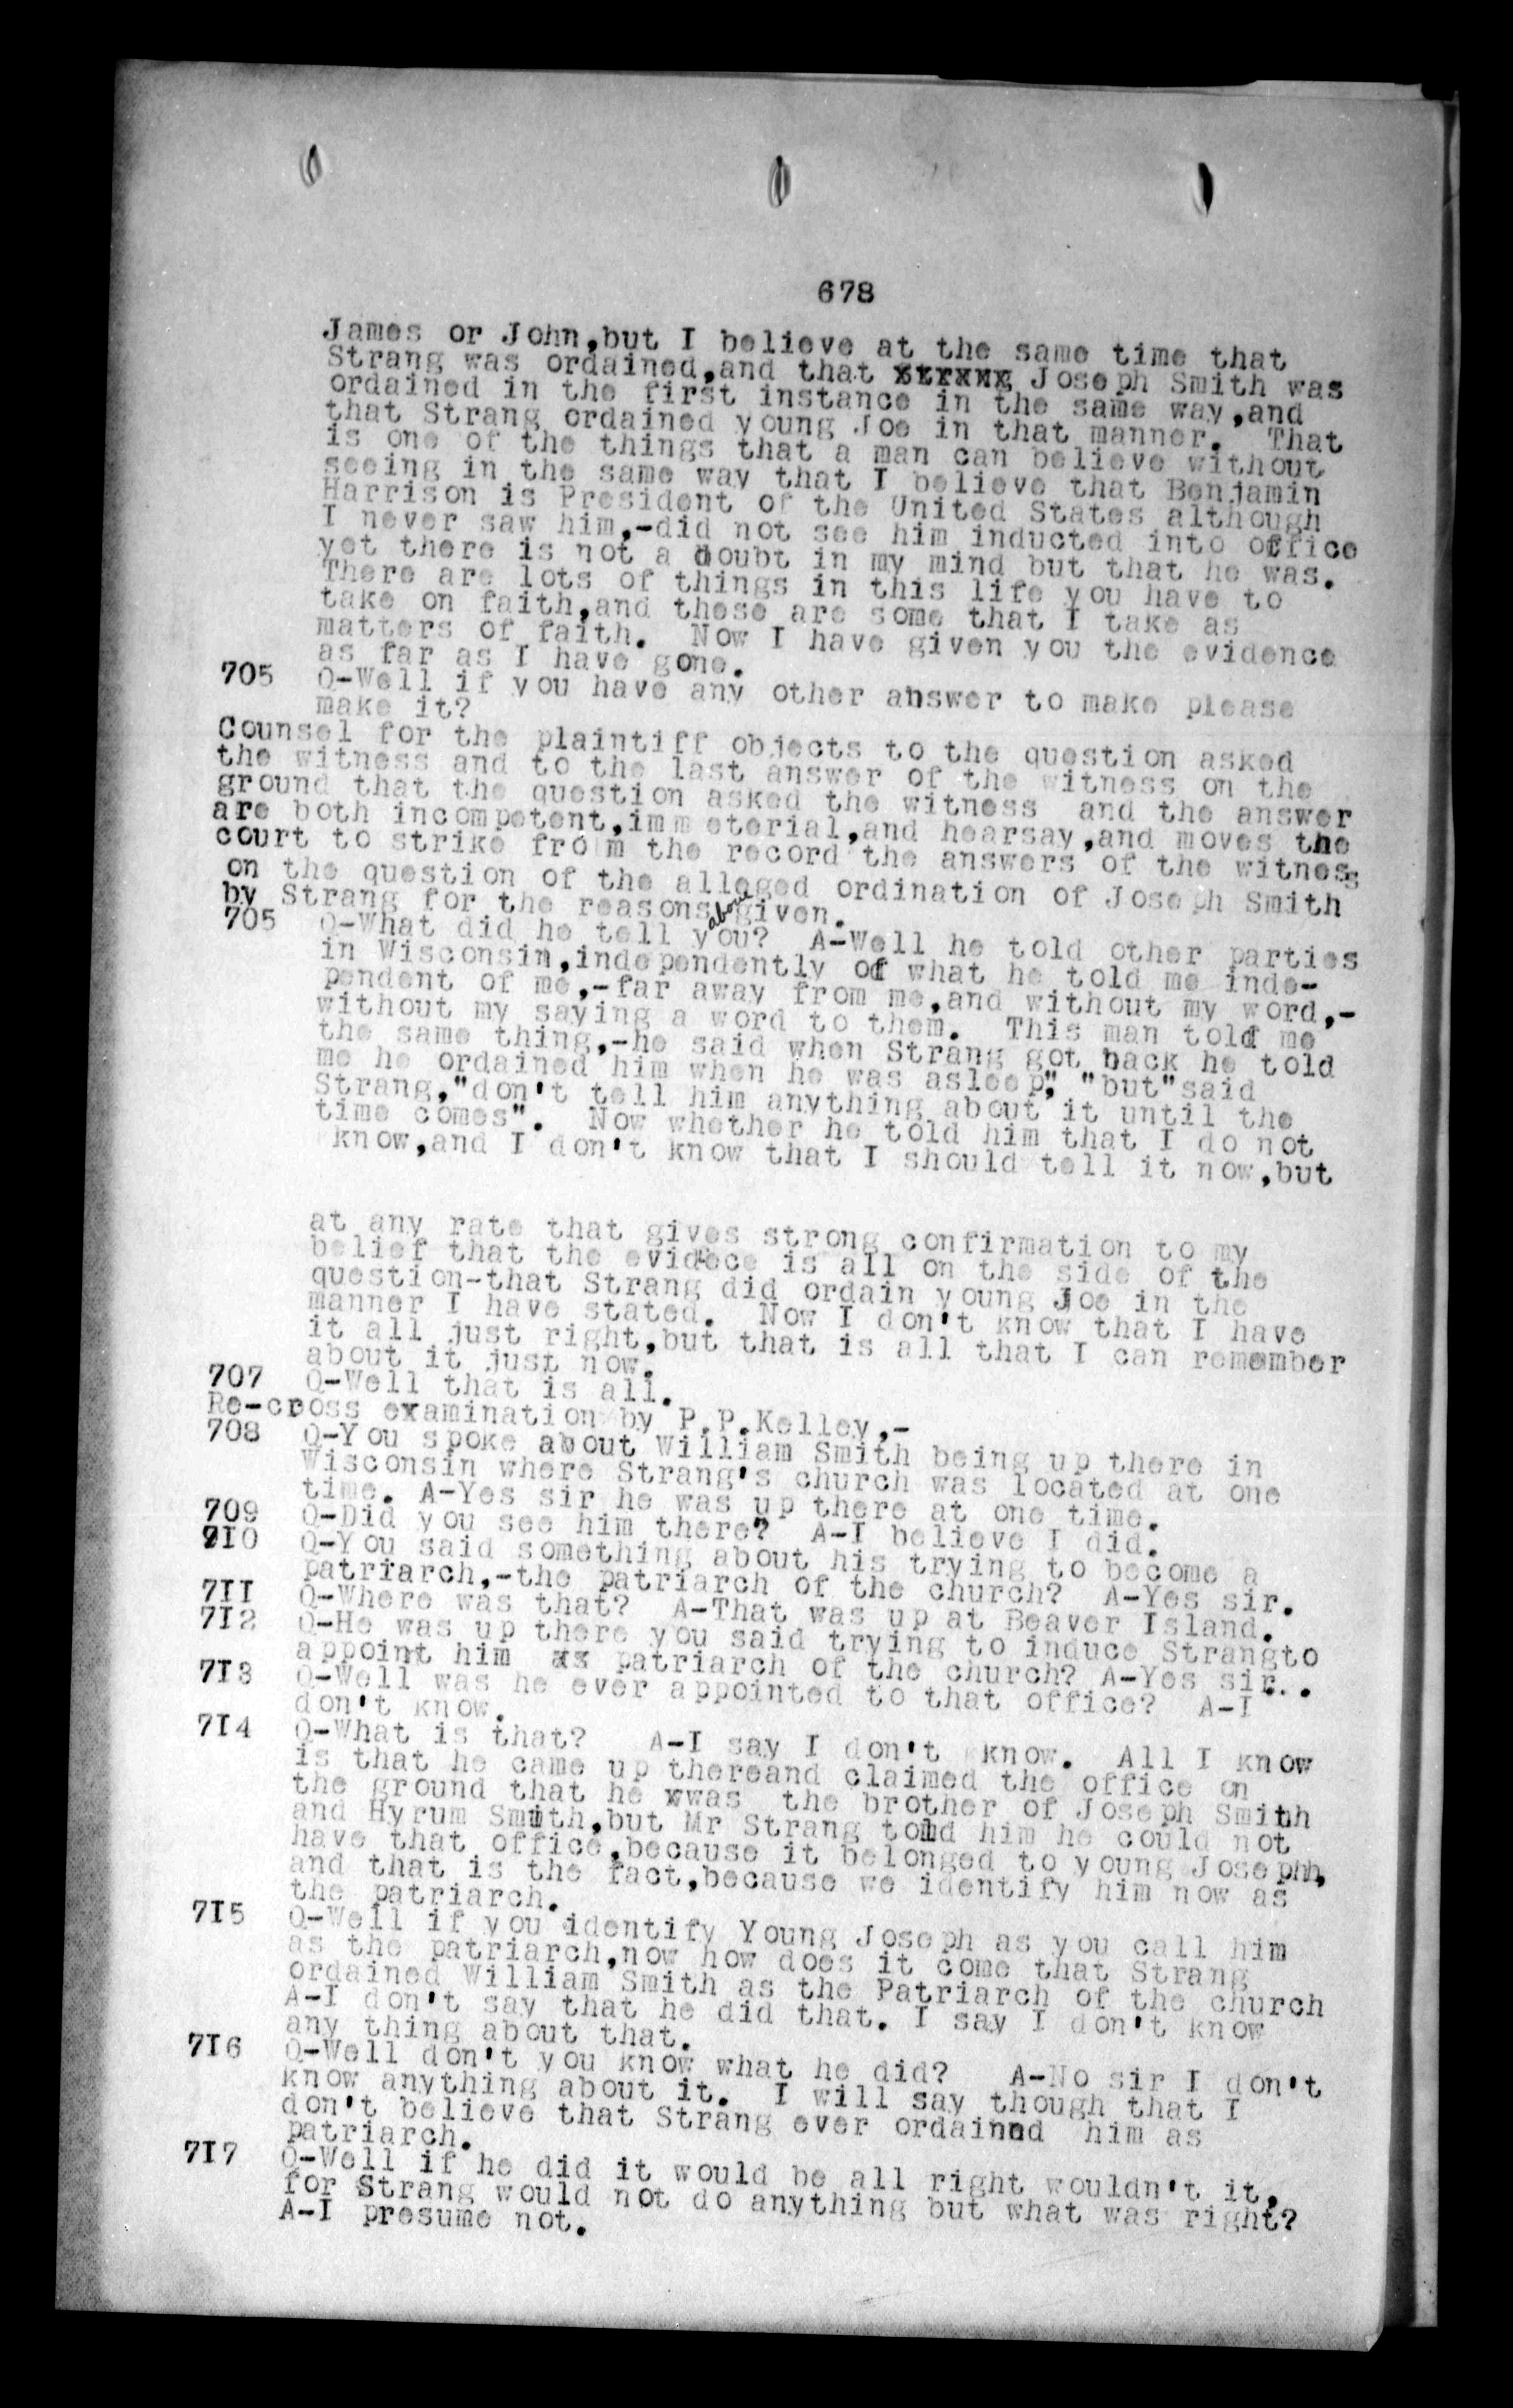 678
James or John,but I believe at the same time that
Strang was ordained,and that xtrxxg Joseph Smith was
ordained in the first instance in the same way,and
that Strang ordained young Joe in that manner. That
is one of the things that a man can believe without
seeing in the same way that I believe that Benjamin
Harrison is President of the United States although
I never saw him,-did not see him inducted into office
yet there is not a doubt in my mind but that he was.
There are lots of things in this life you have to
take on faith,and these are some that I take as
matters of faith. Now I have given you the evidence
as far as I have gone.
705 Q-Well if you have any other answer to make please
make it?
Counsel for the plaintiff objects to the question asked
the witness and to the last answer of the witness on the
ground that the question asked the witness and the answer
are both incompetent,immeterial,and hearsay,and moves the
court to strike from the record the answers of the witness
on the question of the alleged ordination of Joseph Smith
by Strang for the reasons above given.
705 Q-What did he tell you? A-Well he told other parties
in Wisconsin,independently of what he told me inde-
pendent of me,-far away from me,and without my word,-
without my saying a word to them. This man told me
the same thing,-he said when Strang got back he told
me he ordained him when he was asleep", "but"said
Strang,"don't tell him anything about it until the
time comes". Now whether he told him that I do not
know,and I don't know that I should tell it now,but
at any rate that gives strong confirmation to my
belief that the evidece is all on the side of the
question-that Strang did ordain young Joe in the
manner I have stated. Now I don't know that I have
it all just right,but that is all that I can remember
about it just now.
707 Q-Well that is all.
Re-cross examination by P.P.Kelley,-
708 Q-You spoke about William Smith being up there in
Wisconsin where Strang's church was located at one
time. A-Yes sir he was up there at one time.
709 Q-Did you see him there? A-I believe I did.
710 Q-You said something about his trying to become a
patriarch,-the patriarch of the church? A-Yes sir.
711 Q-Where was that? A-That was up at Beaver Island.
712 Q-He was up there you said trying to induce Strangto
appoint him as patriarch of the church? A-Yes sir..
713 Q-Well was he ever appointed to that office? A-I
don't know.
714 Q-What is that? A-I say I don't know. All I know
is that he came up thereand claimed the office on
the ground that he was the brother of Joseph Smith
and Hyrum Smith,but Mr Strang told him he could not
have that office,because it belonged to young Josephh,
and that is the fact,because we identify him now as
the patriarch.
715 Q-Well if you identify Young Joseph as you call him
as the patriarch,now how does it come that Strang
ordained William Smith as the Patriarch of the church
A-I don't say that he did that. I say I don't know
any thing about that.
716 Q-Well don't you know what he did? A-No sir I don't
know anything about it. I will say though that I
don't believe that Strang ever ordained him as
patriarch.
717 Q-Well if he did it would be all right wouldn't it,
for Strang would not do anything but what was right?
A-I presume not.